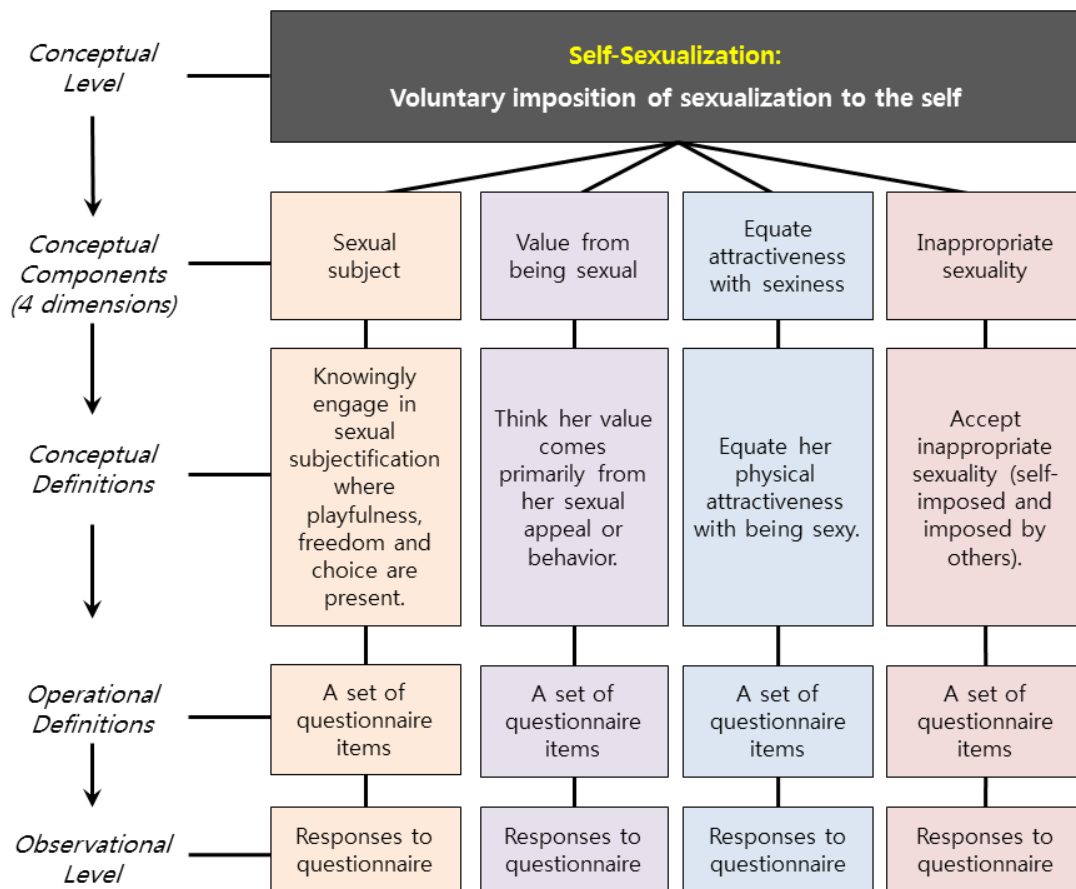 Conceptual
Level
Self-Sexualization:
Voluntary imposition of sexualization to the self
Conceptual
Components
(4 dimensions)
Sexual
subject
Value from
being sexual
Equate
attractiveness
with sexiness
Inappropriate
sexuality
Conceptual
Definitions
Knowingly
engage in
sexual
subjectification
where
playfulness,
freedom and
choice are
present.
Think her value
comes
primarily from
her sexual
appeal or
behavior.
Equate her
physical
attractiveness
with being sexy.
Accept
inappropriate
sexuality (self-
imposed and
imposed by
others).
Operational
Definitions
A set of
questionnaire
items
A set of
questionnaire
items
A set of
questionnaire
items
A set of
questionnaire
items
Observational
Level
Responses to
questionnaire
Responses to
questionnaire
Responses to
questionnaire
Responses to
questionnaire